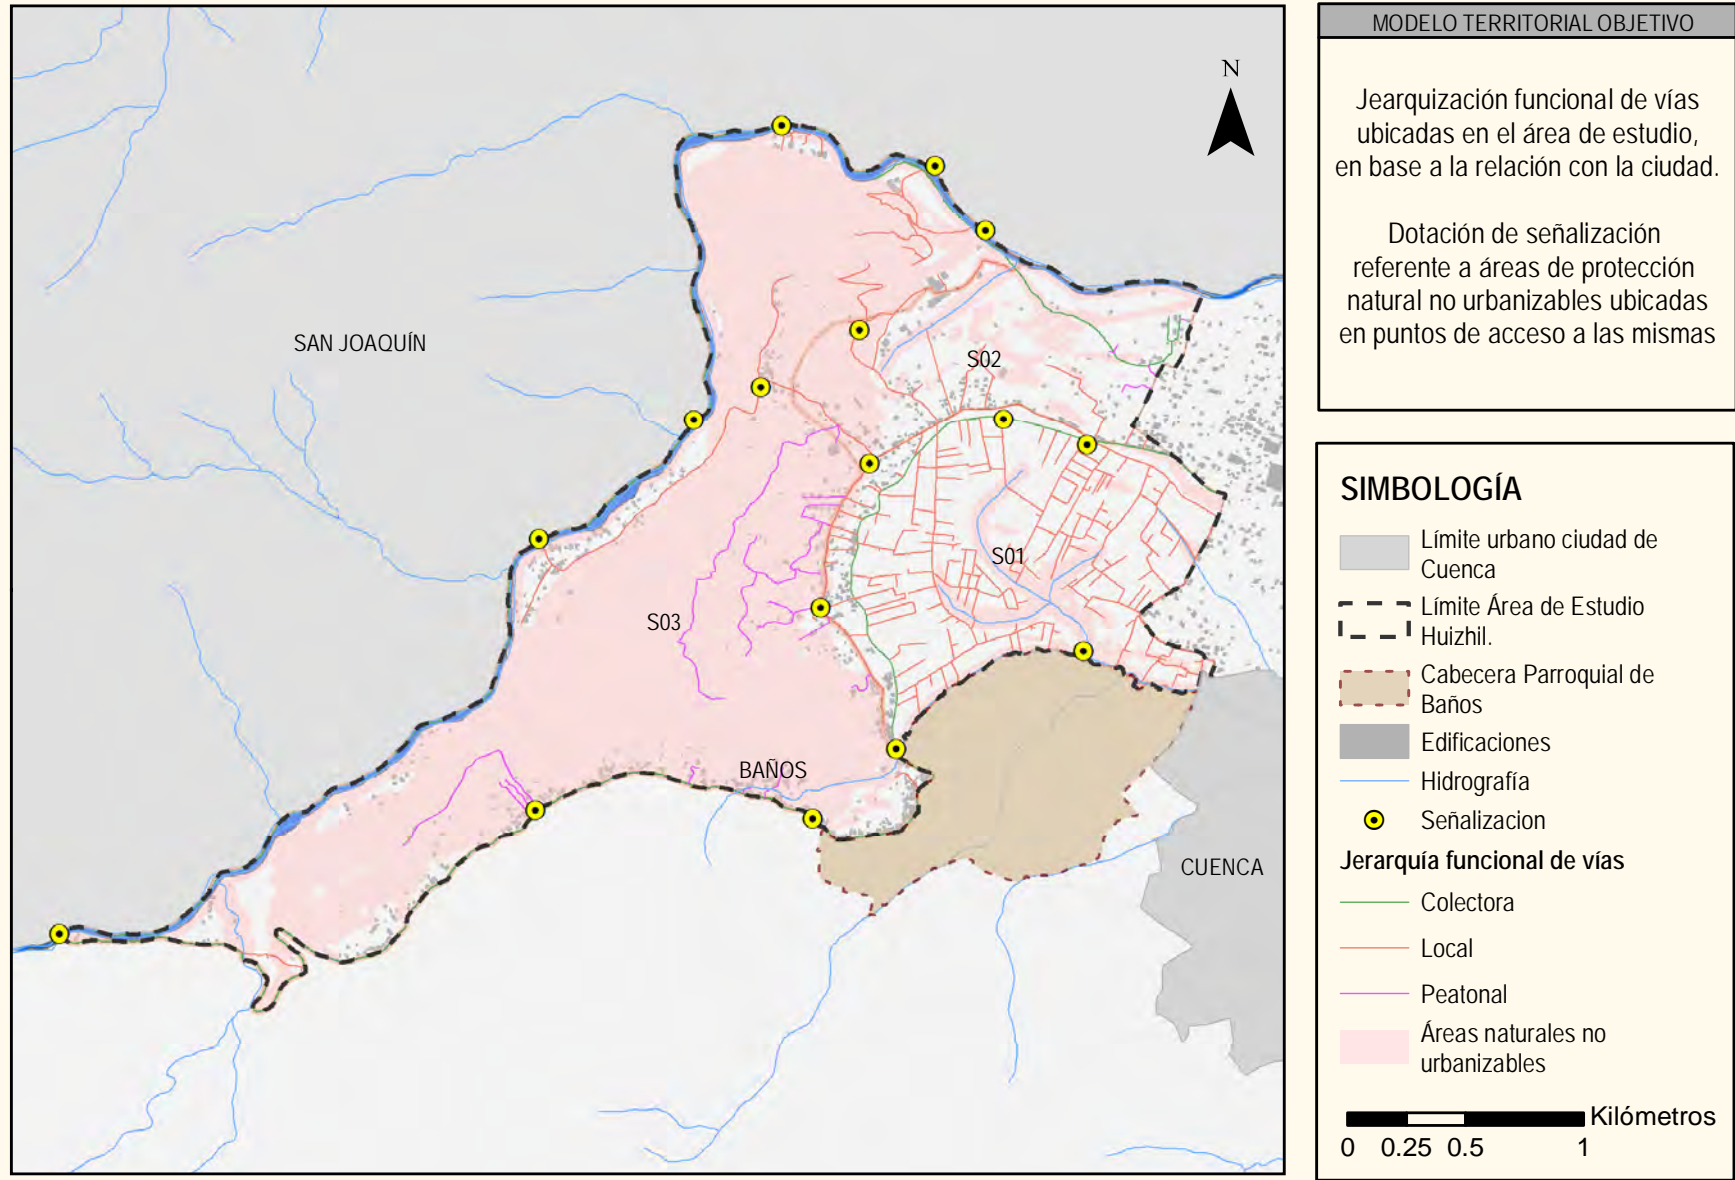 N
SAN JOAQUÍN
S02
S01
S03
BAÑOS
CUENCA
MODELO TERRITORIAL OBJETIVO
Jearquización funcional de vías
ubicadas en el área de estudio,
en base a la relación con la ciudad.
Dotación de señalización
referente a áreas de protección
natural no urbanizables ubicadas
en puntos de acceso a las mismas
SIMBOLOGÍA
Límite urbano ciudad de
Cuenca
Límite Área de Estudio
Huizhil.
Cabecera Parroquial de
Baños
Edificaciones
Hidrografía
Señalizacion
Jerarquía funcional de vías
Colectora
Local
Peatonal
Áreas naturales no
urbanizables
Kilómetros
0 0.25 0.5 1